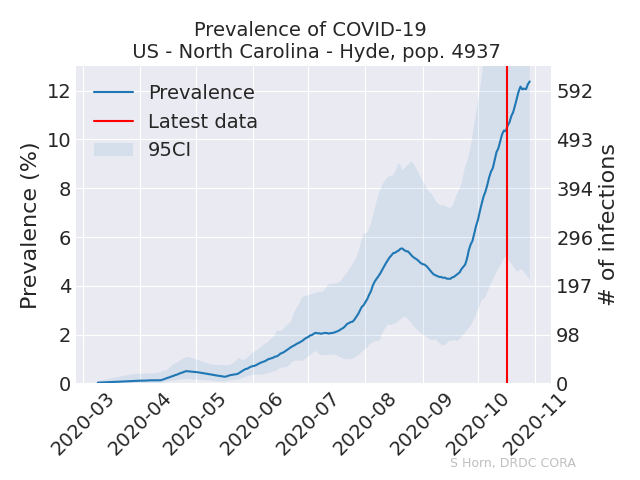 Prevalence of COVID-19
US - North Carolina - Hyde, pop. 4937
Prevalence
Latest data
95CI
Prevalence (%)
12
10
8
6
4
2
0
592
493
394
296
197
98
0
# of infections
2020-03
2020-04
2020-05
2020-06
2020-07
2020-08
2020-09
2020-10
2020-11
S Horn, DRDC CORA